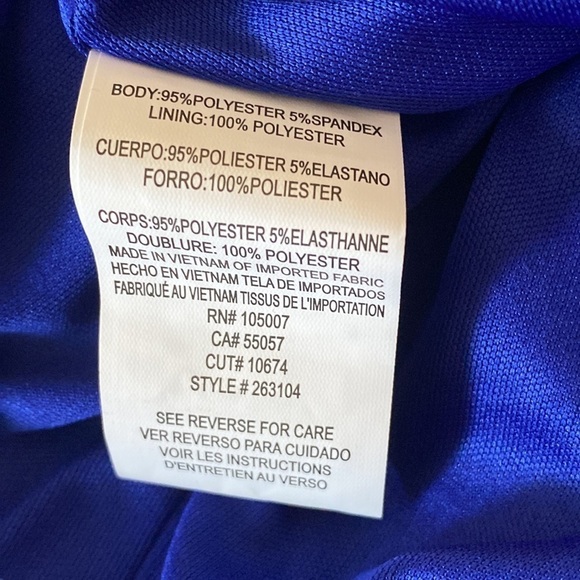 BODY:95%POLYESTER 5%SPANDEX
LINING:100% POLYESTER
CUERPO:95%POLIESTER 5%ELASTANO
FORRO:100%POLIESTER
CORPS:95%POLYESTER 5%ELASTHANNE
DOUBLURE: 100% POLYESTER
MADE IN VIETNAM OF IMPORTED FABRIC
HECHO EN VIETNAM TELA DE IMPORTADOS
FABRIQUÉ AU VIETNAM TISSUS DE L'IMPORTATION
RN# 105007
CA# 55057
CUT# 10674
STYLE # 263104
SEE REVERSE FOR CARE
VER REVERSO PARA CUIDADO
VOIR LES INSTRUCTIONS
D'ENTRETIEN AU VERSO